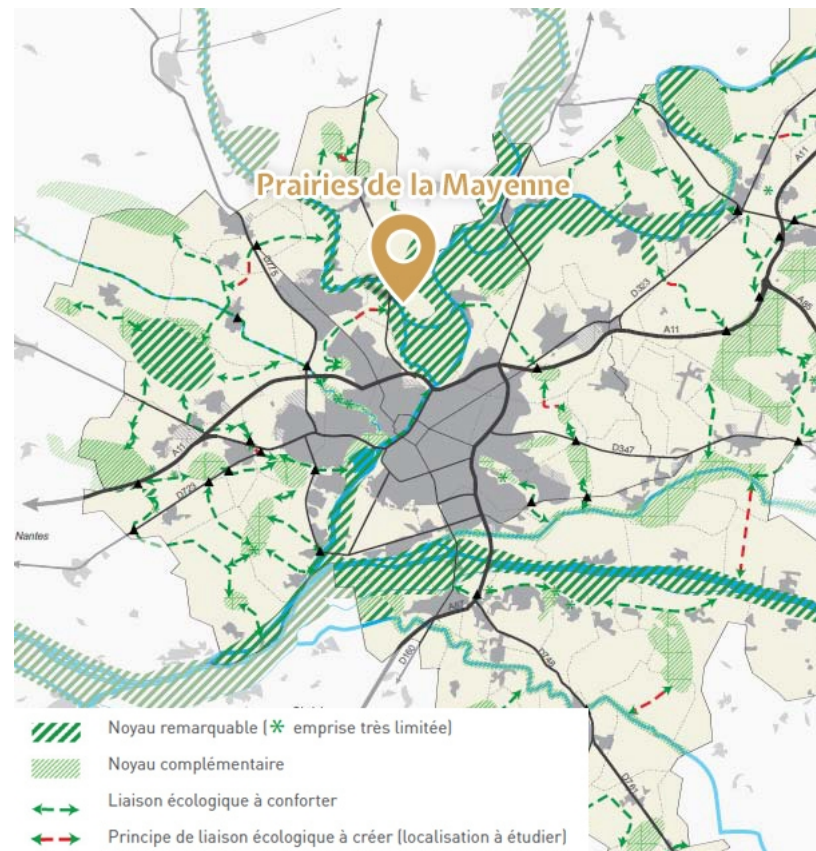 A11
Prairies de la Mayenne
D775
D323
A85
A11
A11
D347
D723
Nantes
A87
D160
D748
D761
Noyau remarquable (* emprise très limitée)
Noyau complémentaire
Liaison écologique à conforter
Principe de liaison écologique à créer (localisation à étudier)